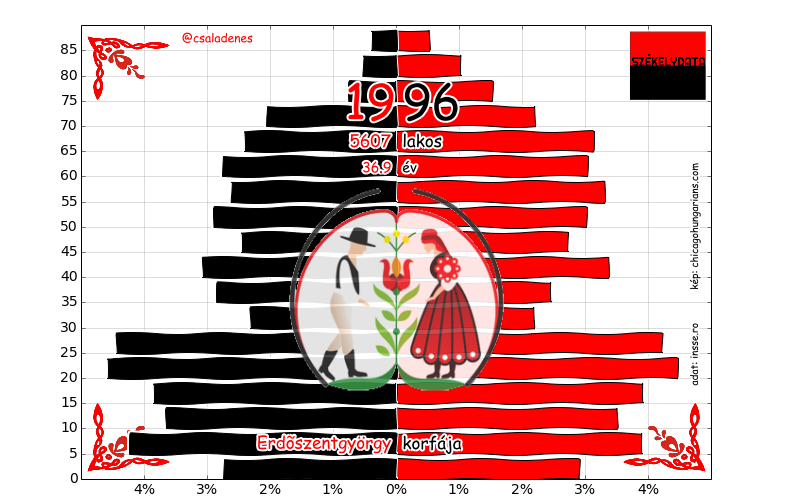 @csaladenes
SZÉKELYDATA
1996
5607 lakos
36.9 év
Erdőszentgyörgy korfája
kép: chicagohungarians.com
adat: insse.ro
85
80
75
70
65
60
55
50
45
40
35
30
25
20
15
10
5
0
4% 3% 2% 1% 0% 1% 2% 3% 4%